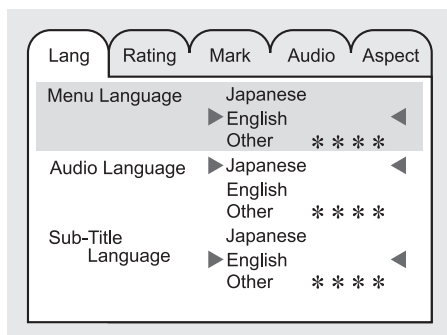 Lang Rating Mark Audio Aspect
Menu Language Japanese
▶English ◀
Other ＊＊＊＊
Audio Language ▶Japanese ◀
English
Other ＊＊＊＊
Sub-Title Japanese
Language ▶English ◀
Other ＊＊＊＊